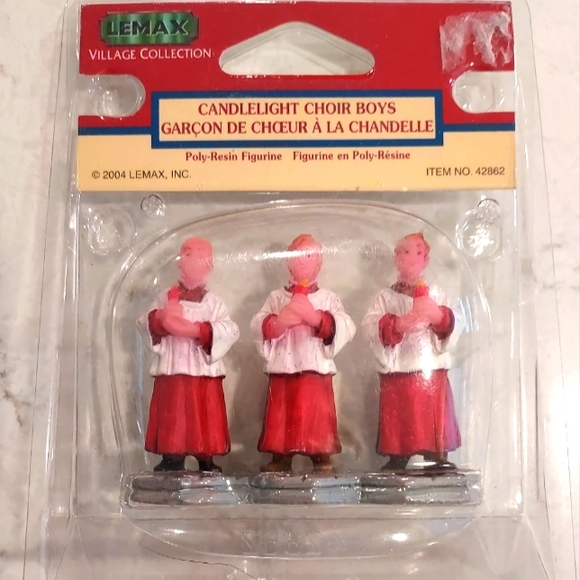 LEMAX
VILLAGE COLLECTION
CANDLELIGHT CHOIR BOYS
GARÇON DE CHŒUR À LA CHANDELLE
Poly-Resin Figurine Figurine en Poly-Résine
© 2004 LEMAX, INC. ITEM NO. 42862